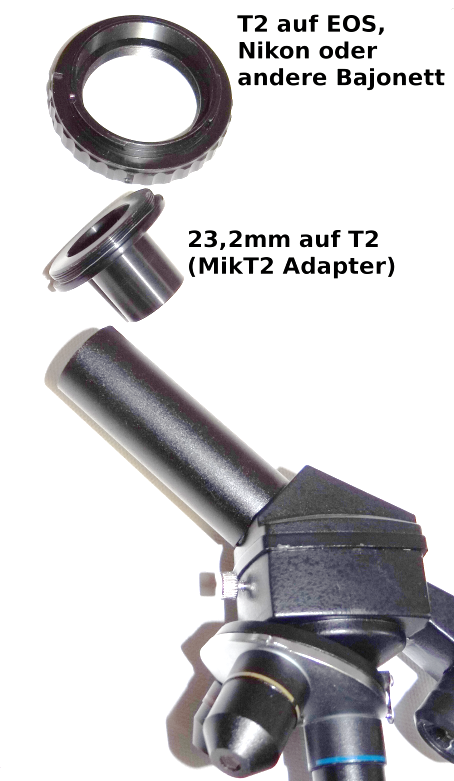 T2 auf EOS,
Nikon oder
andere Bajonett
23,2mm auf T2
(MikT2 Adapter)